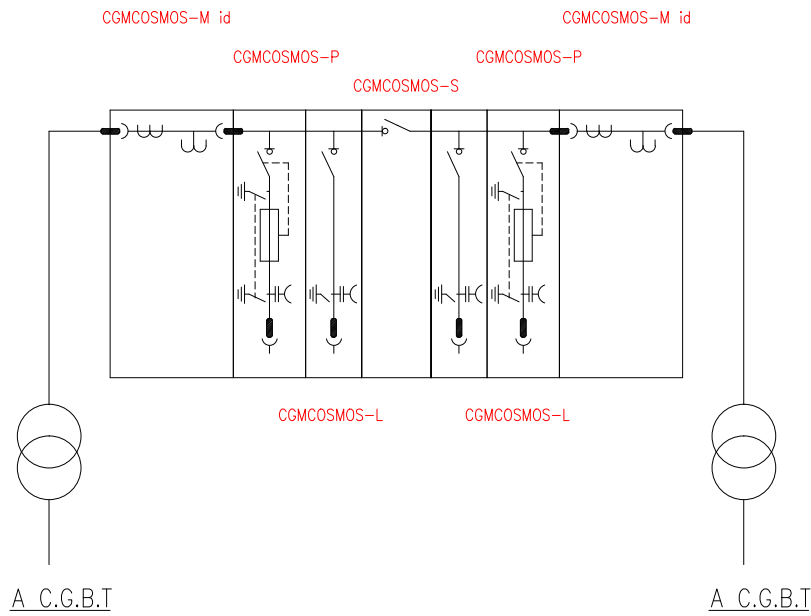 CGMCOSMOS-M id
CGMCOSMOS-M id
CGMCOSMOS-P
CGMCOSMOS-P
CGMCOSMOS-S
CGMCOSMOS-L
CGMCOSMOS-L
A C.G.B.T
A C.G.B.T